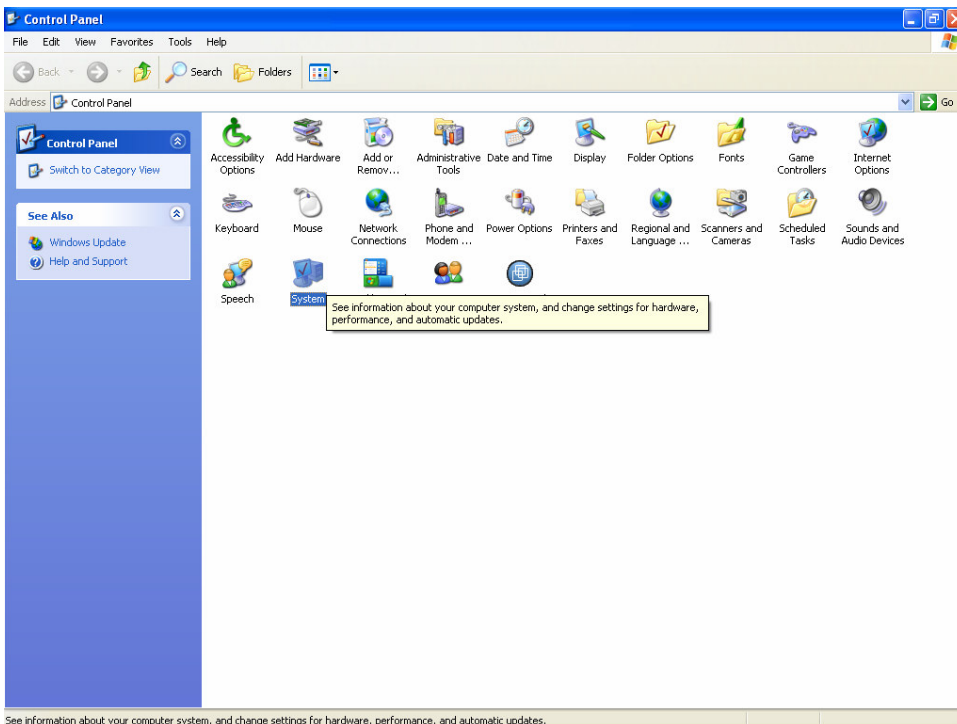 Control Panel
File Edit View Favorites Tools Help
Back Search Folders
Address Control Panel Go
Control Panel
Switch to Category View
See Also
Windows Update
Help and Support
Accessibility Options
Add Hardware
Add or Remov...
Administrative Tools
Date and Time
Display
Folder Options
Fonts
Game Controllers
Internet Options
Keyboard
Mouse
Network Connections
Phone and Modem ...
Power Options
Printers and Faxes
Regional and Language ...
Scanners and Cameras
Scheduled Tasks
Sounds and Audio Devices
Speech
System
See information about your computer system, and change settings for hardware,
performance, and automatic updates.
See information about your computer system, and change settings for hardware, performance, and automatic updates.